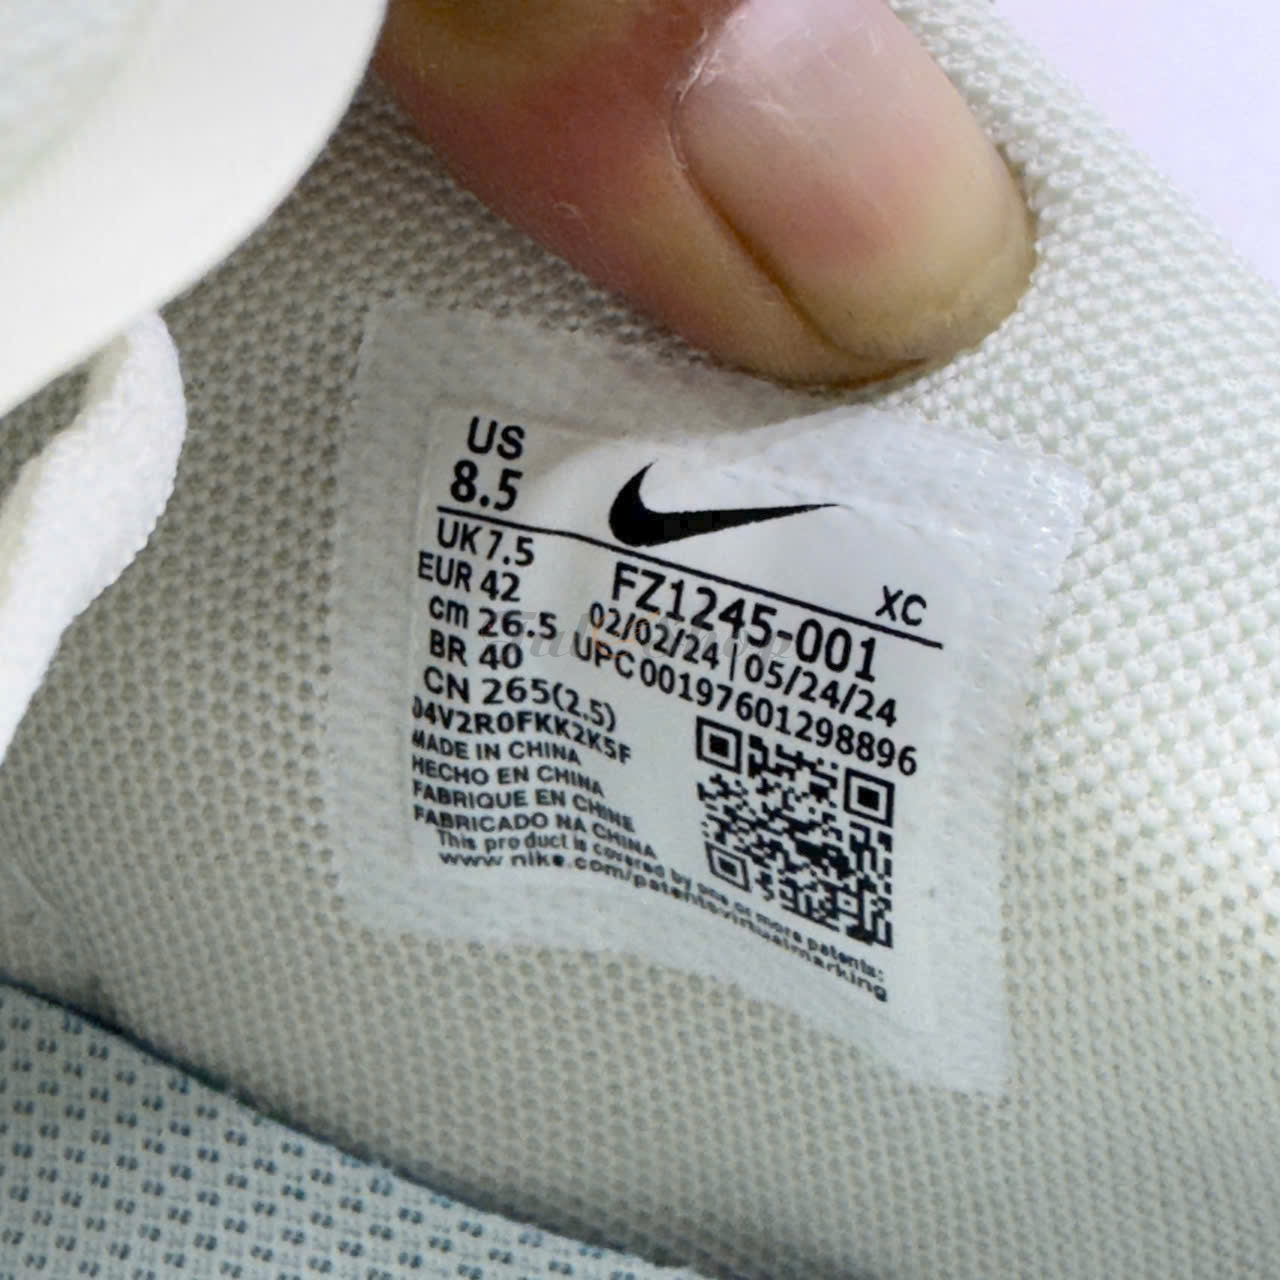 US
8.5
XC
UK 7.5
EUR 42
cm 26.5
BR 40
CN 265(2.5)
FZ1245-001
02/02/24 | 05/24/24
UPC 00197601298896
04V2R0FKK2K5F
MADE IN CHINA
HECHO EN CHINA
FABRIQUE EN CHINE
FABRICADO NA CHINA
This product is covered by one or more patents:
www.nike.com/patentsvirtualmarking